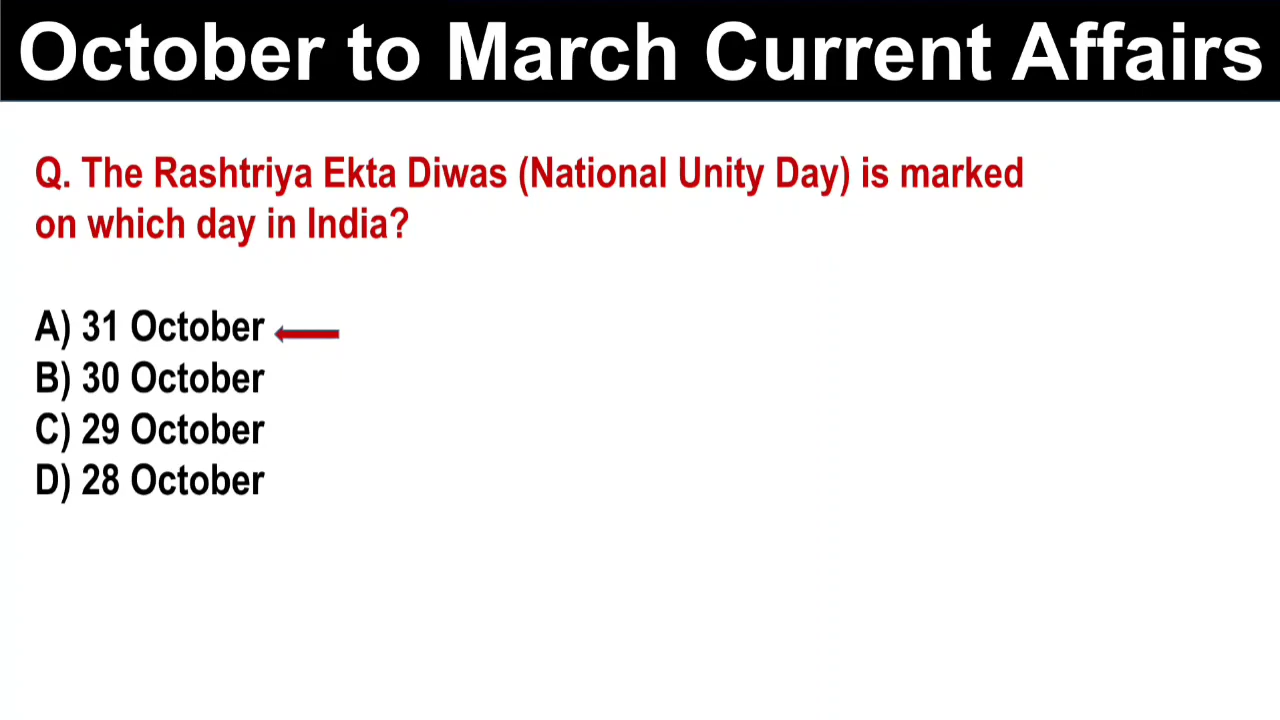 October to March Current Affairs
Q. The Rashtriya Ekta Diwas (National Unity Day) is marked
on which day in India?
A) 31 October
B) 30 October
C) 29 October
D) 28 October